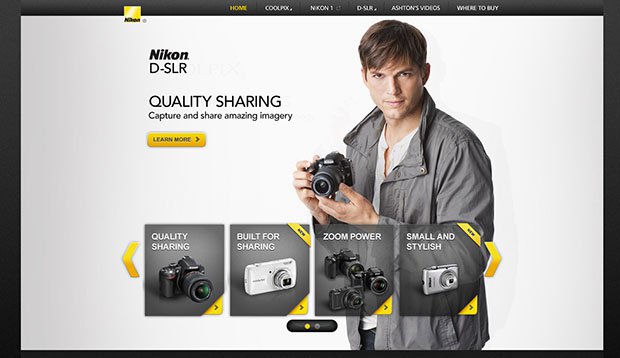 Nikon
HOME
COOLPIX
NIKON 1
D-SLR
ASHTON'S VIDEOS
WHERE TO BUY
Nikon
D-SLR
QUALITY SHARING
Capture and share amazing imagery
LEARN MORE
QUALITY
SHARING
BUILT FOR
SHARING
NEW
ZOOM POWER
SMALL AND
STYLISH
NEW